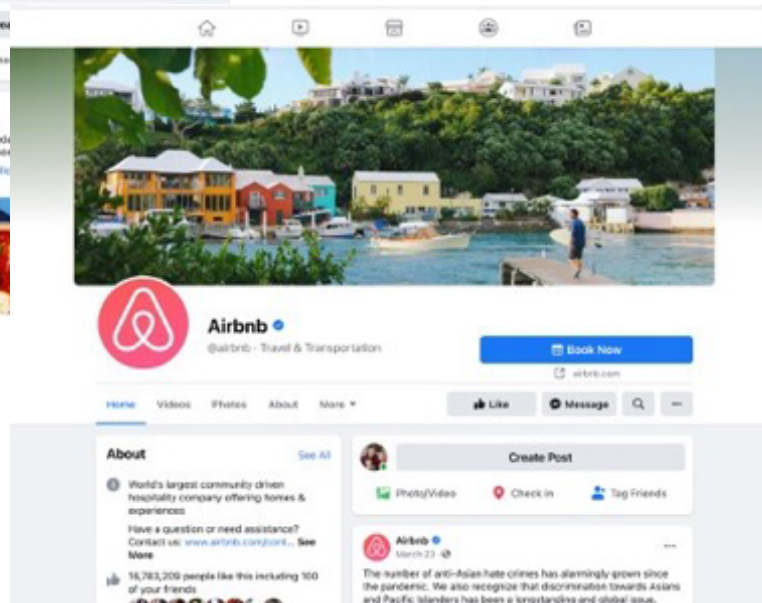 Airbnb
@airbnb - Travel & Transportation
Book Now
airbnb.com
Home Videos Photos About More
Like Message
About See All
World's largest community driven
hospitality company offering homes &
experiences
Have a question or need assistance?
Contact us: www.airbnb.com/cont... See
More
16,783,209 people like this including 100
of your friends
Create Post
Photo/Video Check in Tag Friends
Airbnb
March 23
The number of anti-Asian hate crimes has alarmingly grown since
the pandemic. We also recognize that discrimination towards Asians
and Pacific Islanders has been a longstanding and global issue.